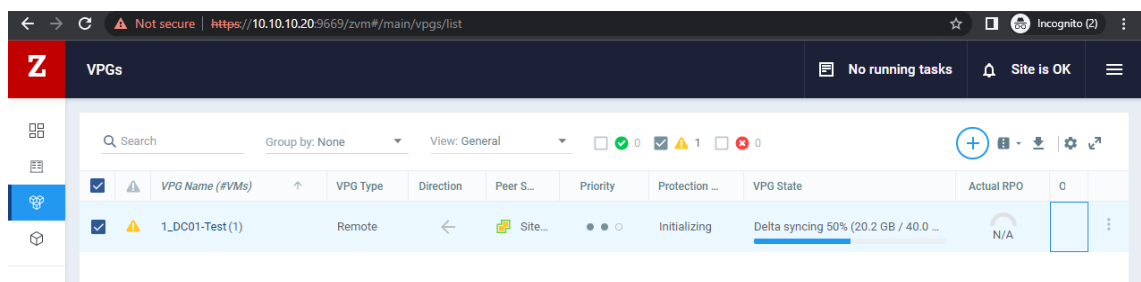 Not secure | https://10.10.10.20:9669/zvm#/main/vpgs/list Incognito (2)
Z VPGs No running tasks Site is OK
Search Group by: None View: General 0 1 0
VPG Name (#VMs) VPG Type Direction Peer S... Priority Protection ... VPG State Actual RPO O
1_DC01-Test (1) Remote Site... Initializing Delta syncing 50% (20.2 GB / 40.0 ... N/A